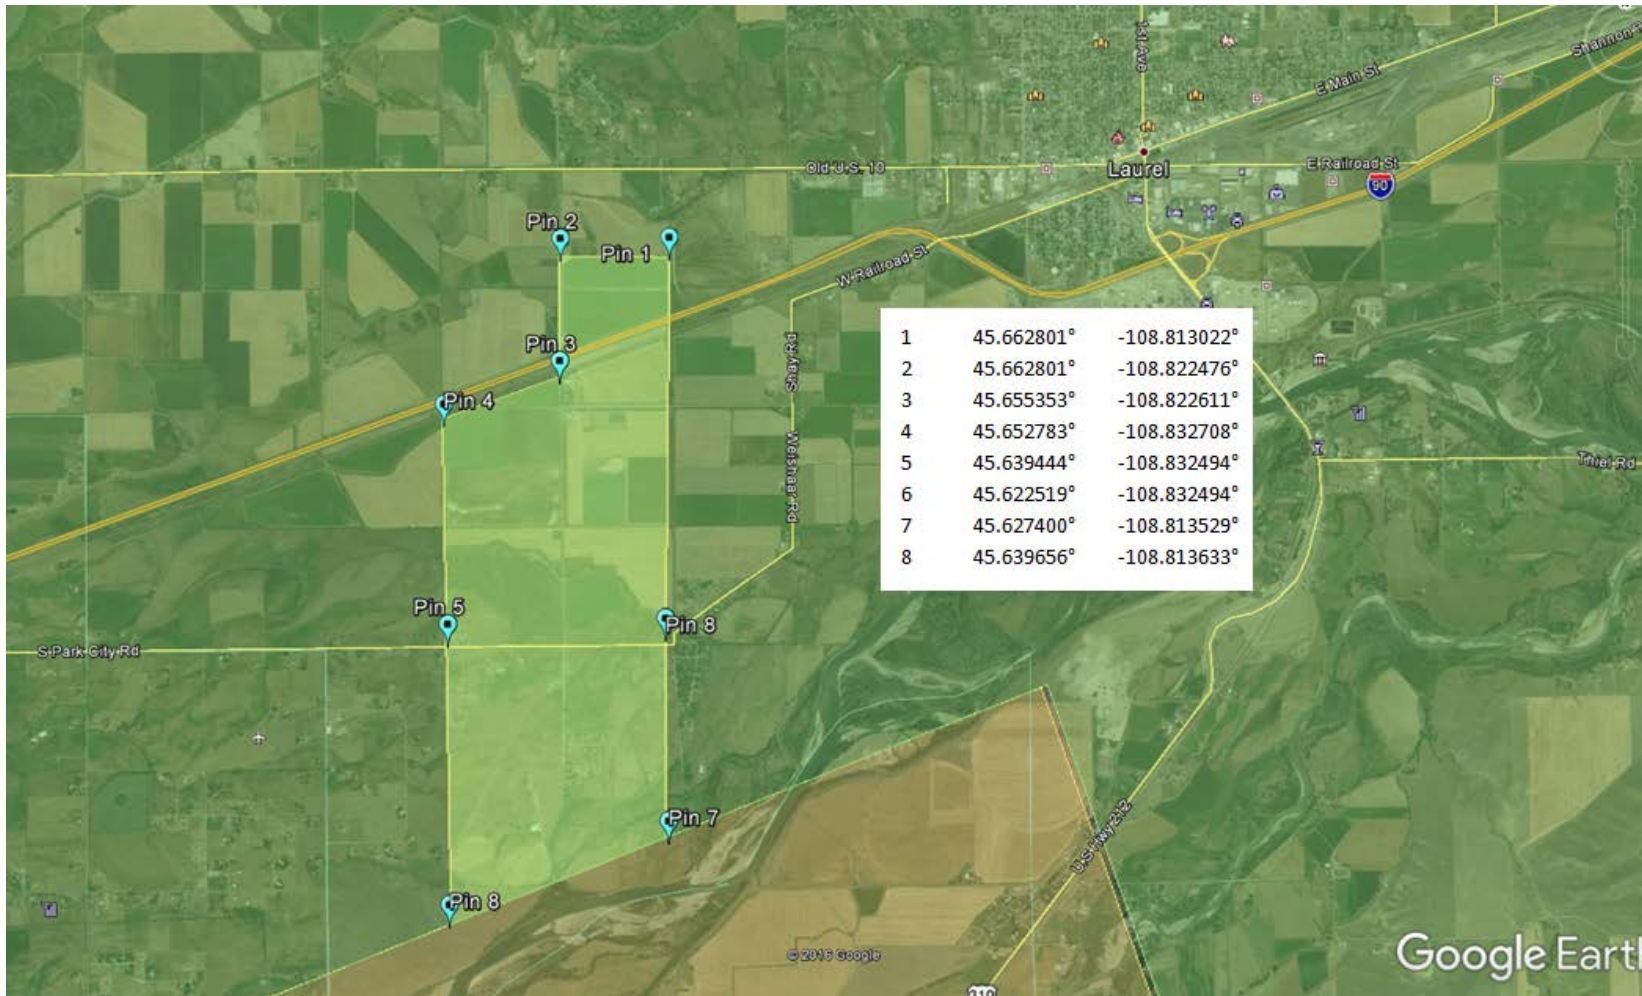 1st Ave
Shannon
E Main St
Old U.S. 10
Laurel
E Railroad St
90
Pin 2
Pin 1
W Railroad St
Pin 3
Shay Rd
Pin 4
1 45.662801° -108.813022°
2 45.662801° -108.822476°
3 45.655353° -108.822611°
4 45.652783° -108.832708°
5 45.639444° -108.832494°
6 45.622519° -108.832494°
7 45.627400° -108.813529°
8 45.639656° -108.813633°
Weishaar Rd
Thiel Rd
Pin 5
Pin 8
S Park City Rd
Pin 7
U.S Hwy 212
Pin 8
© 2016 Google
Google Earth
310